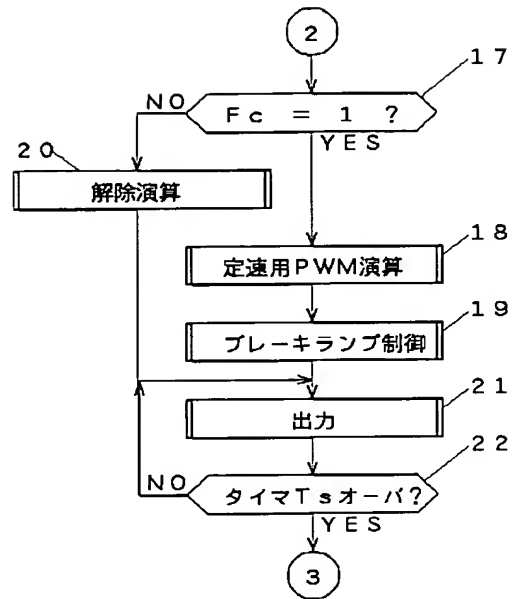 2
17
Fc = 1 ?
NO
YES
20
解除演算
18
定速用PWM演算
19
ブレーキランプ制御
21
出力
22
タイマTsオーバ?
NO
YES
3